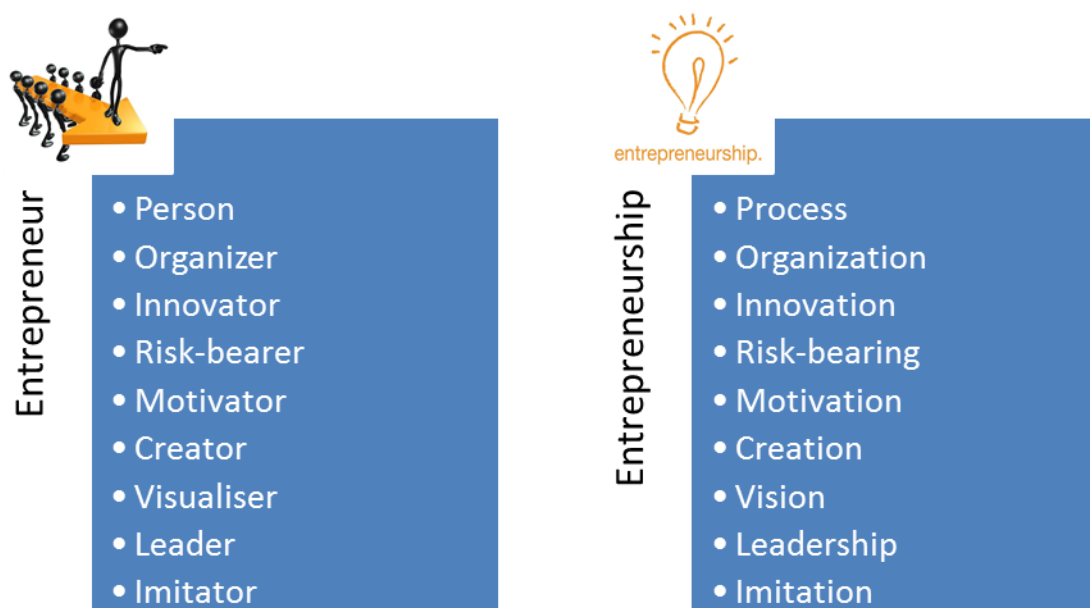 Entrepreneur
• Person
• Organizer
• Innovator
• Risk-bearer
• Motivator
• Creator
• Visualiser
• Leader
• Imitator
entrepreneurship.
Entrepreneurship
• Process
• Organization
• Innovation
• Risk-bearing
• Motivation
• Creation
• Vision
• Leadership
• Imitation